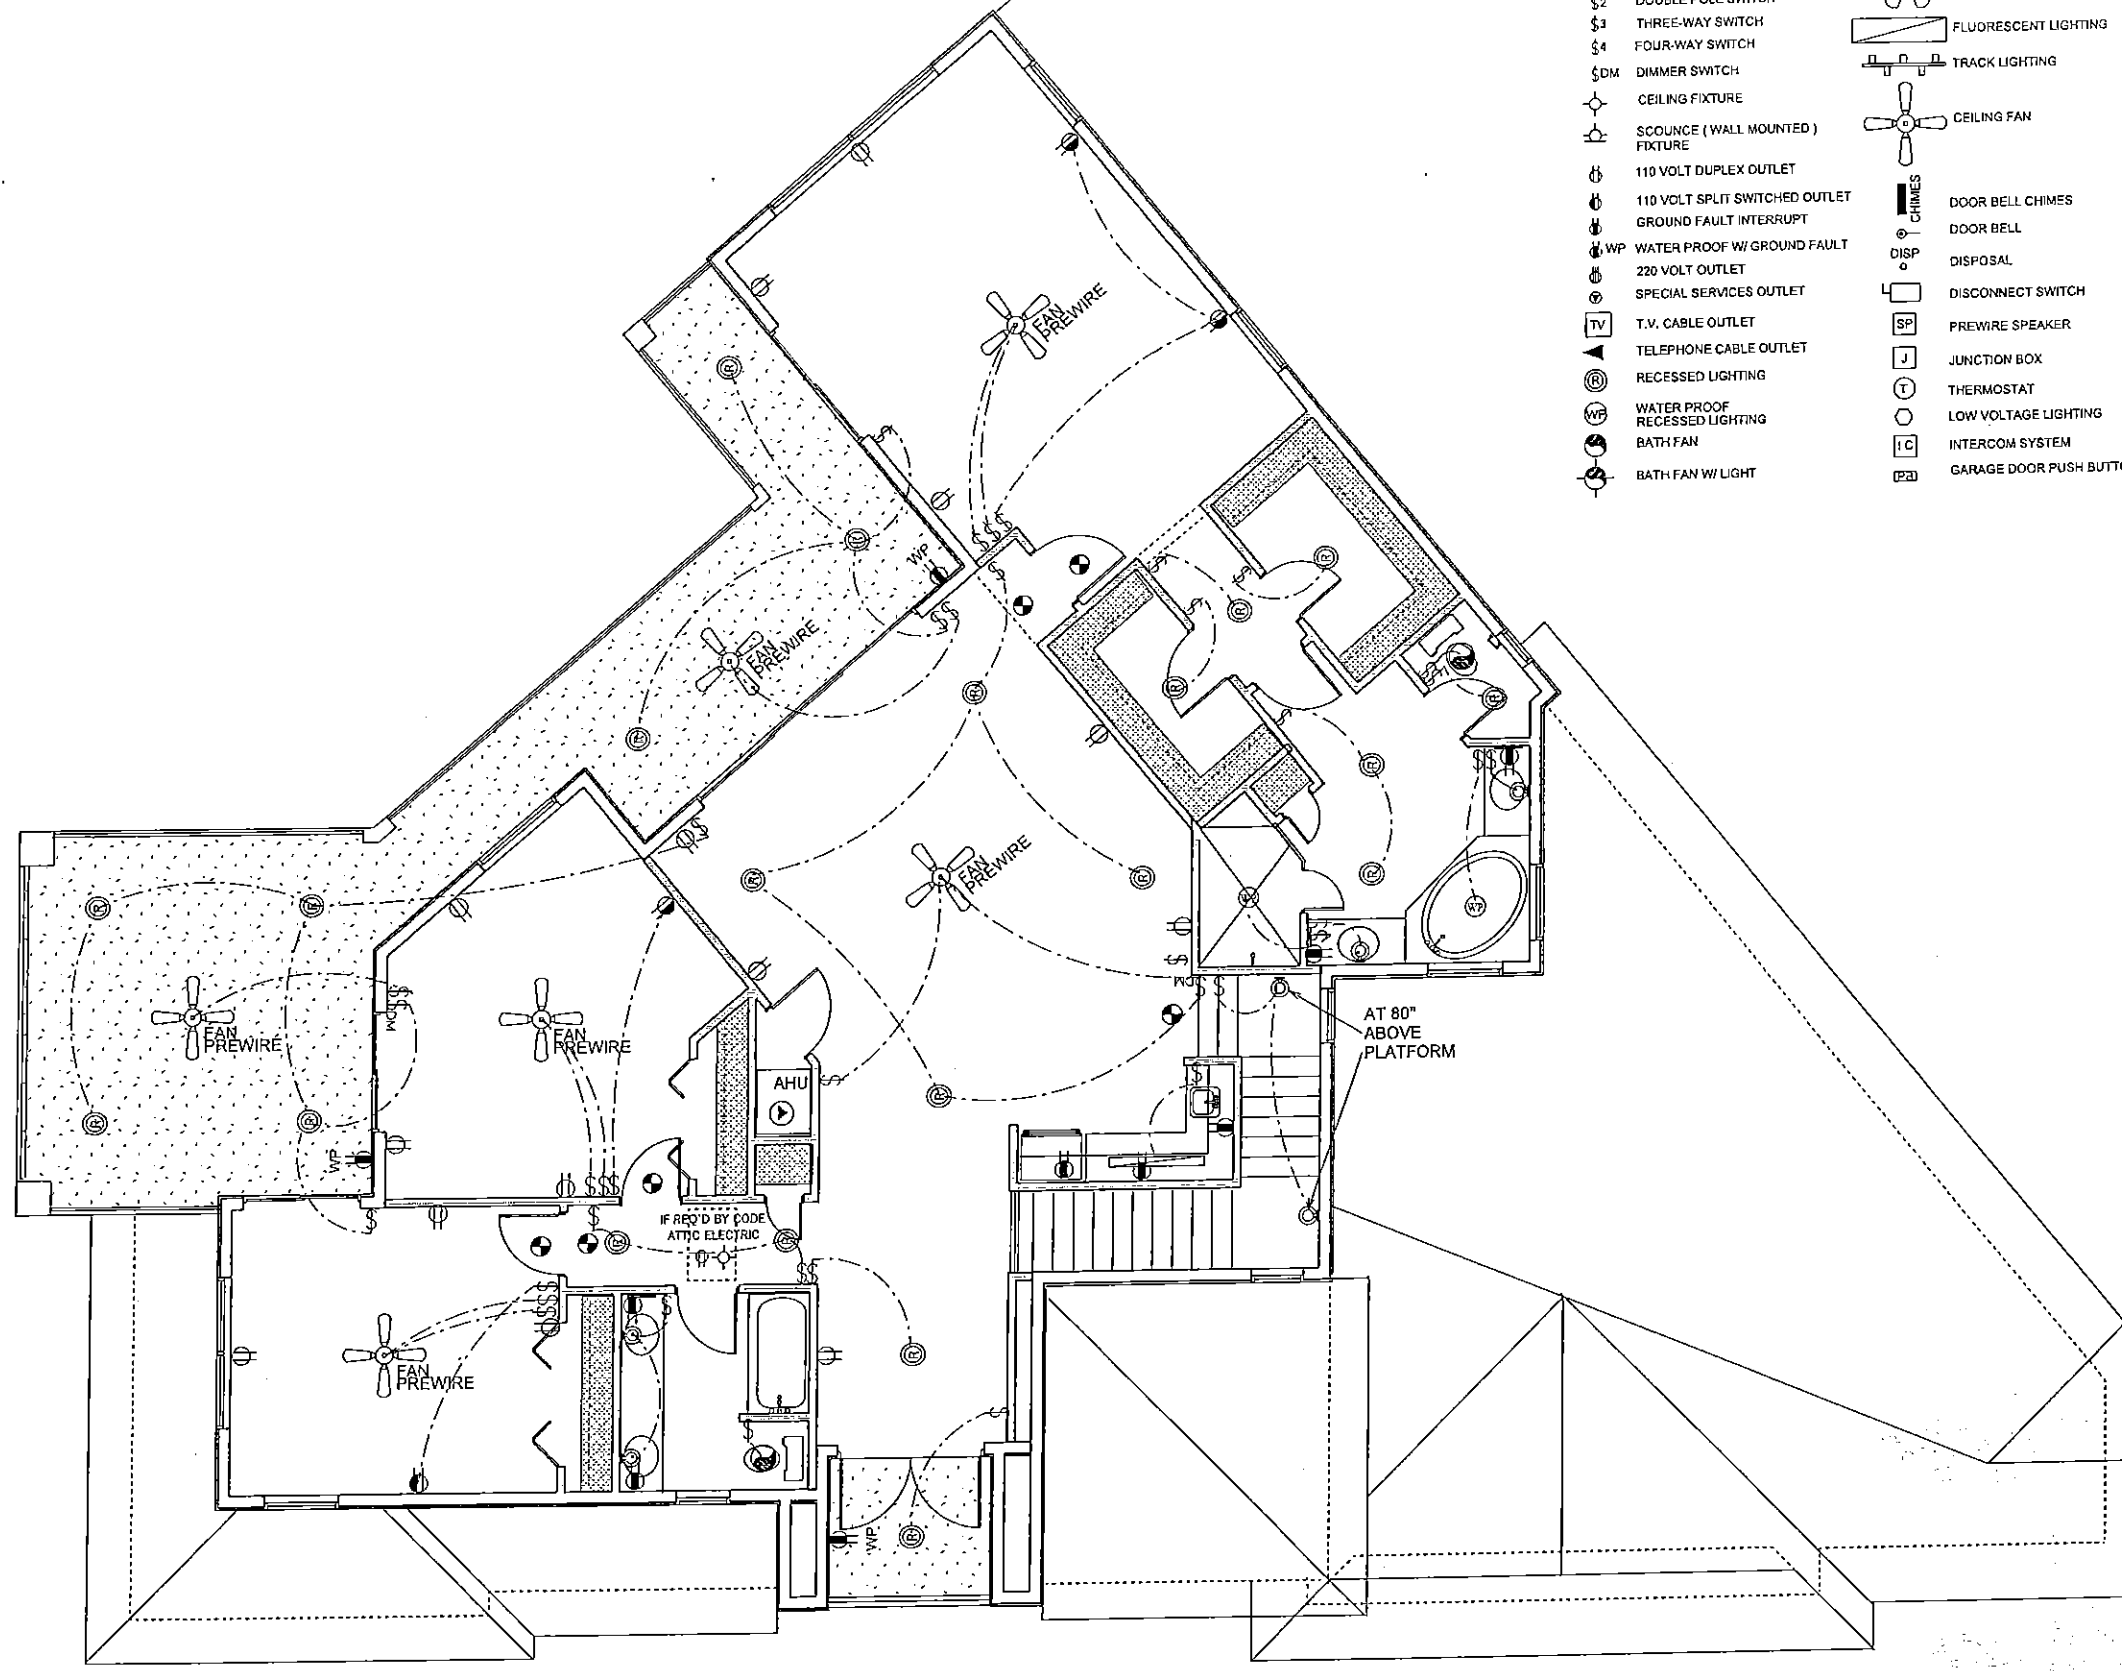 $2 DOUBLE POLE SWITCH
$3 THREE-WAY SWITCH
$4 FOUR-WAY SWITCH
$DM DIMMER SWITCH
CEILING FIXTURE
SCOUNCE ( WALL MOUNTED )
FIXTURE
110 VOLT DUPLEX OUTLET
110 VOLT SPLIT SWITCHED OUTLET
GROUND FAULT INTERRUPT
WP WATER PROOF W/ GROUND FAULT
220 VOLT OUTLET
SPECIAL SERVICES OUTLET
TV T.V. CABLE OUTLET
TELEPHONE CABLE OUTLET
R RECESSED LIGHTING
WP WATER PROOF
RECESSED LIGHTING
BATH FAN
BATH FAN W/ LIGHT
FLUORESCENT LIGHTING
TRACK LIGHTING
CEILING FAN
CHIMES DOOR BELL CHIMES
DOOR BELL
DISP DISPOSAL
DISCONNECT SWITCH
SP PREWIRE SPEAKER
J JUNCTION BOX
T THERMOSTAT
LOW VOLTAGE LIGHTING
IC INTERCOM SYSTEM
GARAGE DOOR PUSH BUTTO
FAN
PREWIRE
R
R
WP
$$$
$
$
R
R
$
$
R
FAN
PREWIRE
$$
R
R
R
$
R
$$
R
R
$
R
R
FAN
PREWIRE
R
R
WP
$
$
DM
$$
AT 80"
ABOVE
PLATFORM
R
R
$$
DM
FAN
PREWIRE
FAN
PREWIRE
R
R
WP
AHU
$
R
$
$$$
$
$
IF REQ'D BY CODE
ATTIC ELECTRIC
R
R
$$
$$$
$
FAN
PREWIRE
R
$
$
WP
R